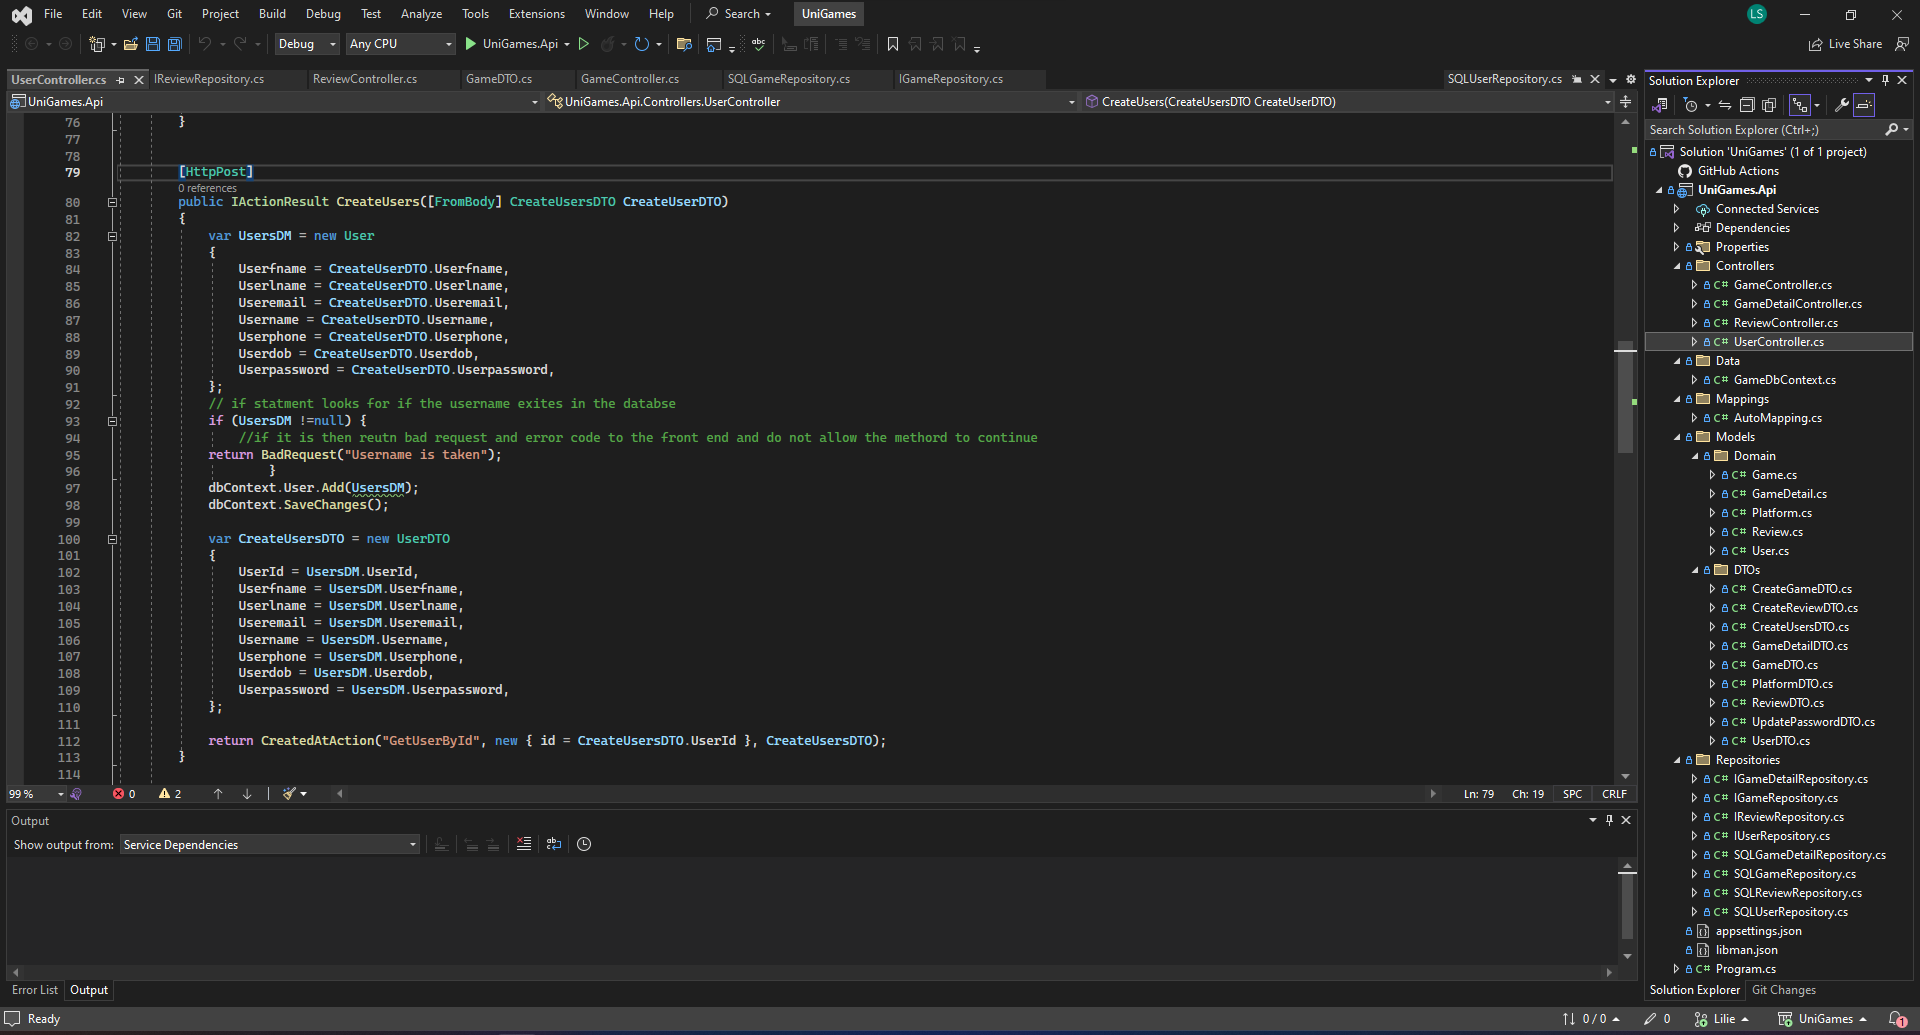 File Edit View Git Project Build Debug Test Analyze Tools Extensions Window Help Search UniGames LS
Debug Any CPU UniGames.Api Live Share
UserController.cs IReviewRepository.cs ReviewController.cs GameDTO.cs GameController.cs SQLGameRepository.cs IGameRepository.cs SQLUserRepository.cs
UniGames.Api UniGames.Api.Controllers.UserController CreateUsers(CreateUsersDTO CreateUserDTO)
76 }
77
78
79 [HttpPost]
0 references
80 public IActionResult CreateUsers([FromBody] CreateUsersDTO CreateUserDTO)
81 {
82 var UsersDM = new User
83 {
84 Userfname = CreateUserDTO.Userfname,
85 Userlname = CreateUserDTO.Userlname,
86 Useremail = CreateUserDTO.Useremail,
87 Username = CreateUserDTO.Username,
88 Userphone = CreateUserDTO.Userphone,
89 Userdob = CreateUserDTO.Userdob,
90 Userpassword = CreateUserDTO.Userpassword,
91 };
92 // if statment looks for if the username exites in the databse
93 if (UsersDM !=null) {
94 //if it is then reutn bad request and error code to the front end and do not allow the methord to continue
95 return BadRequest("Username is taken");
96 }
97 dbContext.User.Add(UsersDM);
98 dbContext.SaveChanges();
99
100 var CreateUsersDTO = new UserDTO
101 {
102 UserId = UsersDM.UserId,
103 Userfname = UsersDM.Userfname,
104 Userlname = UsersDM.Userlname,
105 Useremail = UsersDM.Useremail,
106 Username = UsersDM.Username,
107 Userphone = UsersDM.Userphone,
108 Userdob = UsersDM.Userdob,
109 Userpassword = UsersDM.Userpassword,
110 };
111
112 return CreatedAtAction("GetUserById", new { id = CreateUsersDTO.UserId }, CreateUsersDTO);
113 }
114
99 % 0 2 Ln: 79 Ch: 19 SPC CRLF
Output
Show output from: Service Dependencies
Error List Output
Solution Explorer
Search Solution Explorer (Ctrl+;)
Solution 'UniGames' (1 of 1 project)
GitHub Actions
UniGames.Api
Connected Services
Dependencies
Properties
Controllers
C# GameController.cs
C# GameDetailController.cs
C# ReviewController.cs
C# UserController.cs
Data
C# GameDbContext.cs
Mappings
C# AutoMapping.cs
Models
Domain
C# Game.cs
C# GameDetail.cs
C# Platform.cs
C# Review.cs
C# User.cs
DTOs
C# CreateGameDTO.cs
C# CreateReviewDTO.cs
C# CreateUsersDTO.cs
C# GameDetailDTO.cs
C# GameDTO.cs
C# PlatformDTO.cs
C# ReviewDTO.cs
C# UpdatePasswordDTO.cs
C# UserDTO.cs
Repositories
C# IGameDetailRepository.cs
C# IGameRepository.cs
C# IReviewRepository.cs
C# IUserRepository.cs
C# SQLGameDetailRepository.cs
C# SQLGameRepository.cs
C# SQLReviewRepository.cs
C# SQLUserRepository.cs
appsettings.json
libman.json
C# Program.cs
Solution Explorer Git Changes
Ready 0 / 0 0 Lilie UniGames 1